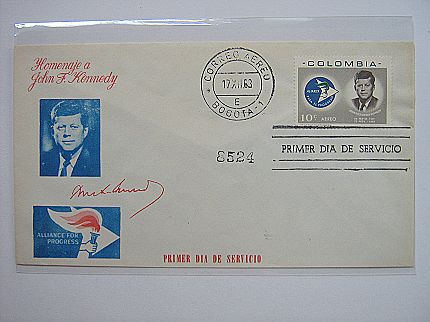 Homenaje a
John F. Kennedy
ALLIANCE FOR
PROGRESS
PRIMER DIA DE SERVICIO
CORREO AEREO
17 XII 63
E
BOGOTA-1
8524
COLOMBIA
10c AEREO
PRIMER DIA DE SERVICIO